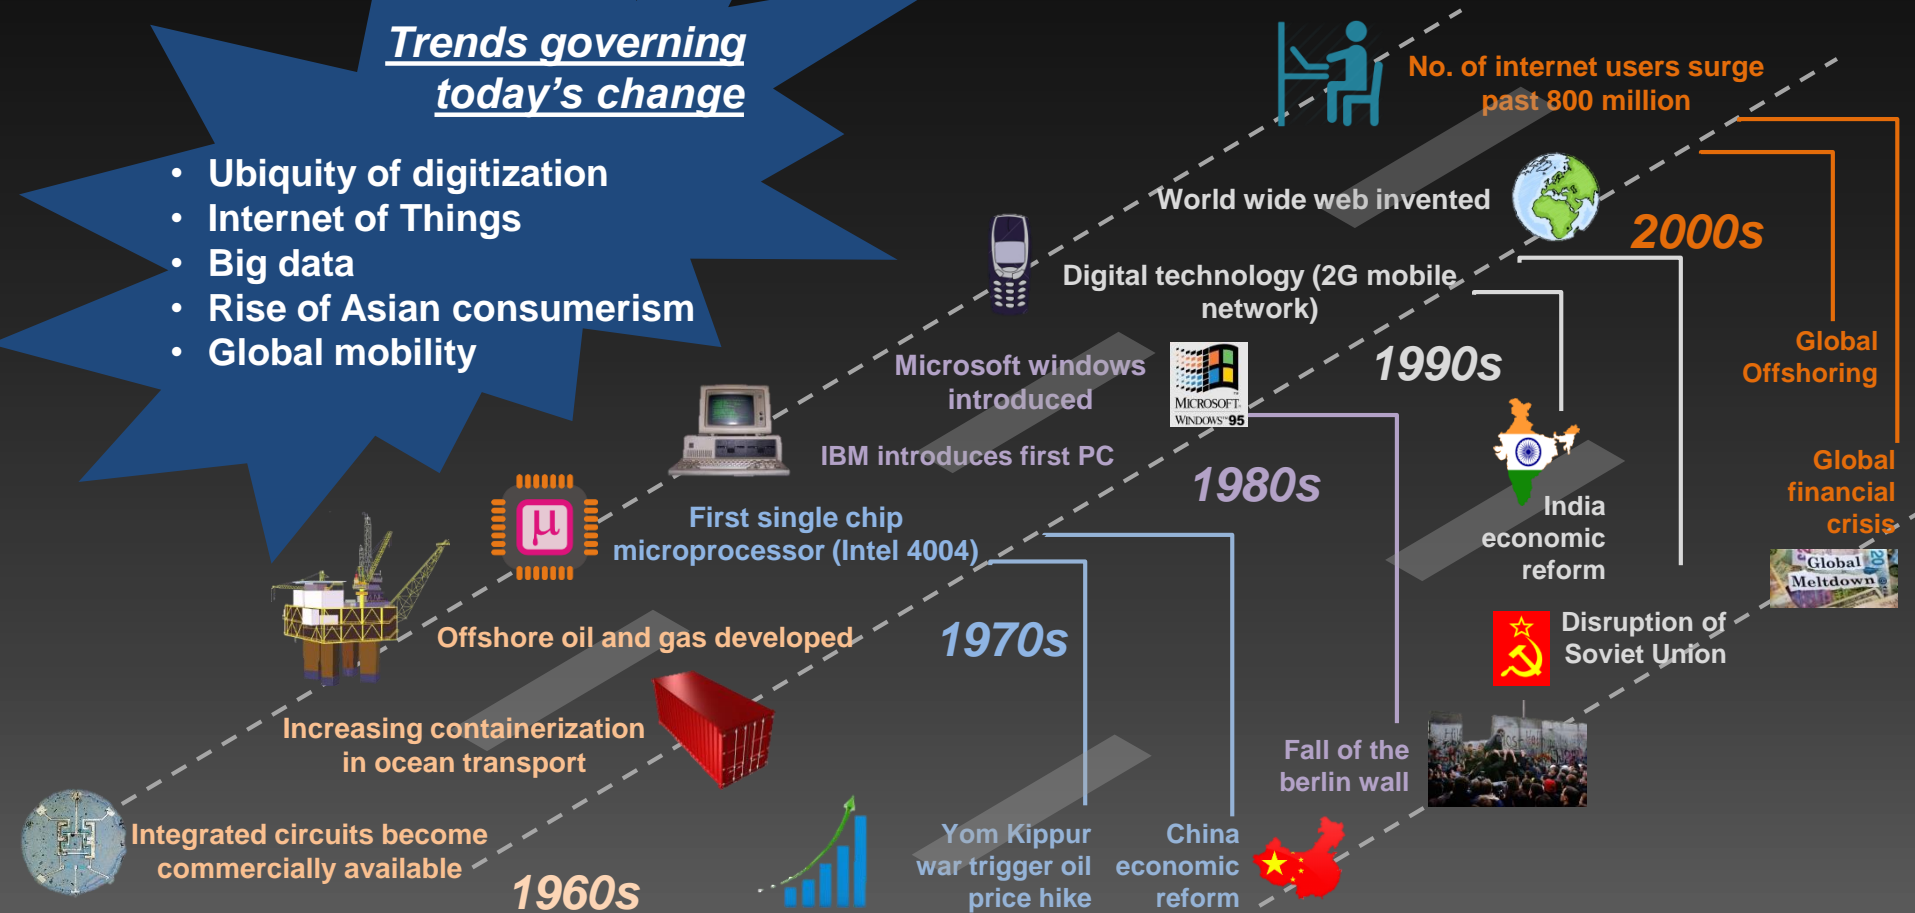 Trends governing
today's change
• Ubiquity of digitization
• Internet of Things
• Big data
• Rise of Asian consumerism
• Global mobility
No. of internet users surge
past 800 million
World wide web invented
2000s
Digital technology (2G mobile
network)
Global
Offshoring
Microsoft windows
introduced
MICROSOFT
WINDOWS 95
1990s
IBM introduces first PC
1980s
Global
financial
crisis
Global
Meltdown
India
economic
reform
First single chip
microprocessor (Intel 4004)
µ
Disruption of
Soviet Union
Offshore oil and gas developed
1970s
Increasing containerization
in ocean transport
Fall of the
berlin wall
Integrated circuits become
commercially available
1960s
Yom Kippur
war trigger oil
price hike
China
economic
reform